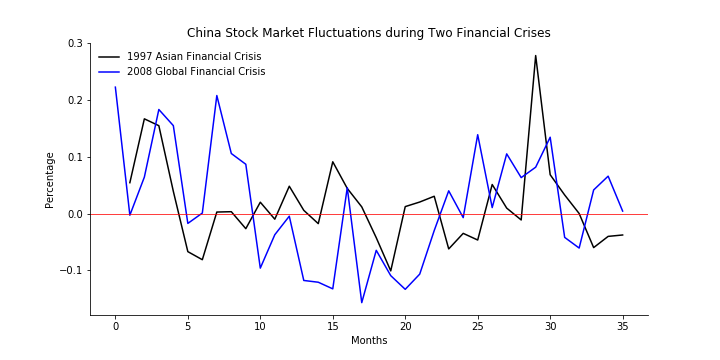 China Stock Market Fluctuations during Two Financial Crises
1997 Asian Financial Crisis
2008 Global Financial Crisis
Percentage
0.3
0.2
0.1
0.0
−0.1
0 5 10 15 20 25 30 35
Months